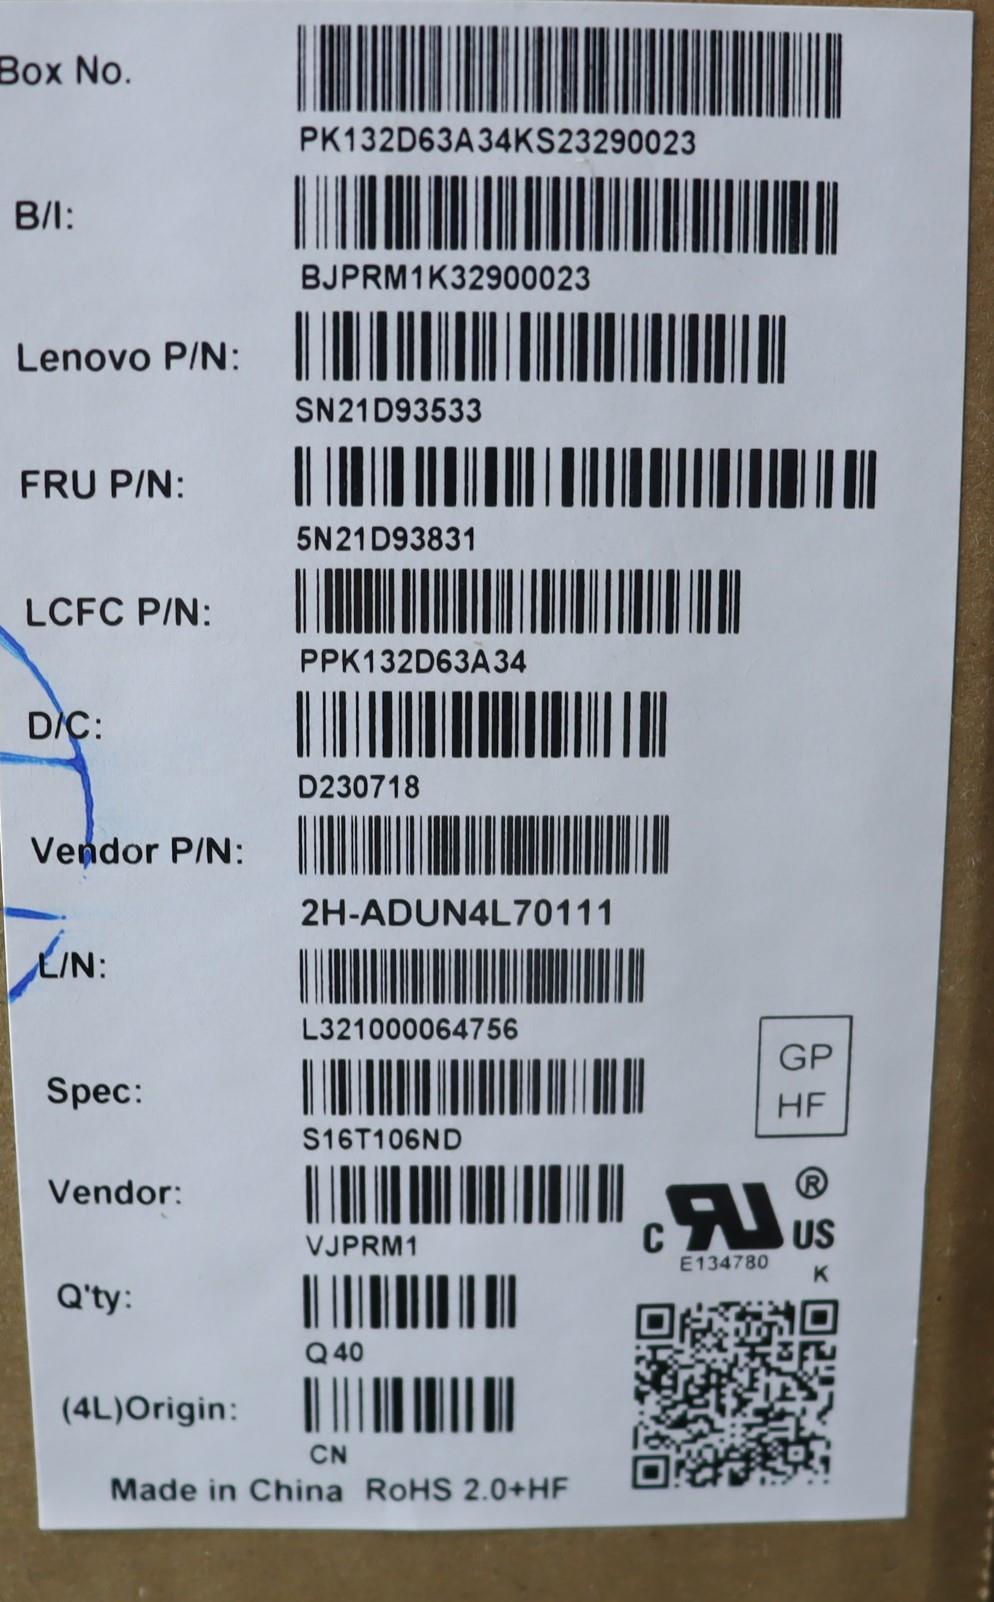 Box No.
PK132D63A34KS23290023
B/I:
BJPRM1K32900023
Lenovo P/N:
SN21D93533
FRU P/N:
5N21D93831
LCFC P/N:
PPK132D63A34
D/C:
D230718
Vendor P/N:
2H-ADUN4L70111
L/N:
L321000064756
GP
HF
Spec:
S16T106ND
Vendor:
VJPRM1
C RU ® US
E134780
K
Q'ty:
Q40
(4L)Origin:
CN
Made in China RoHS 2.0+HF